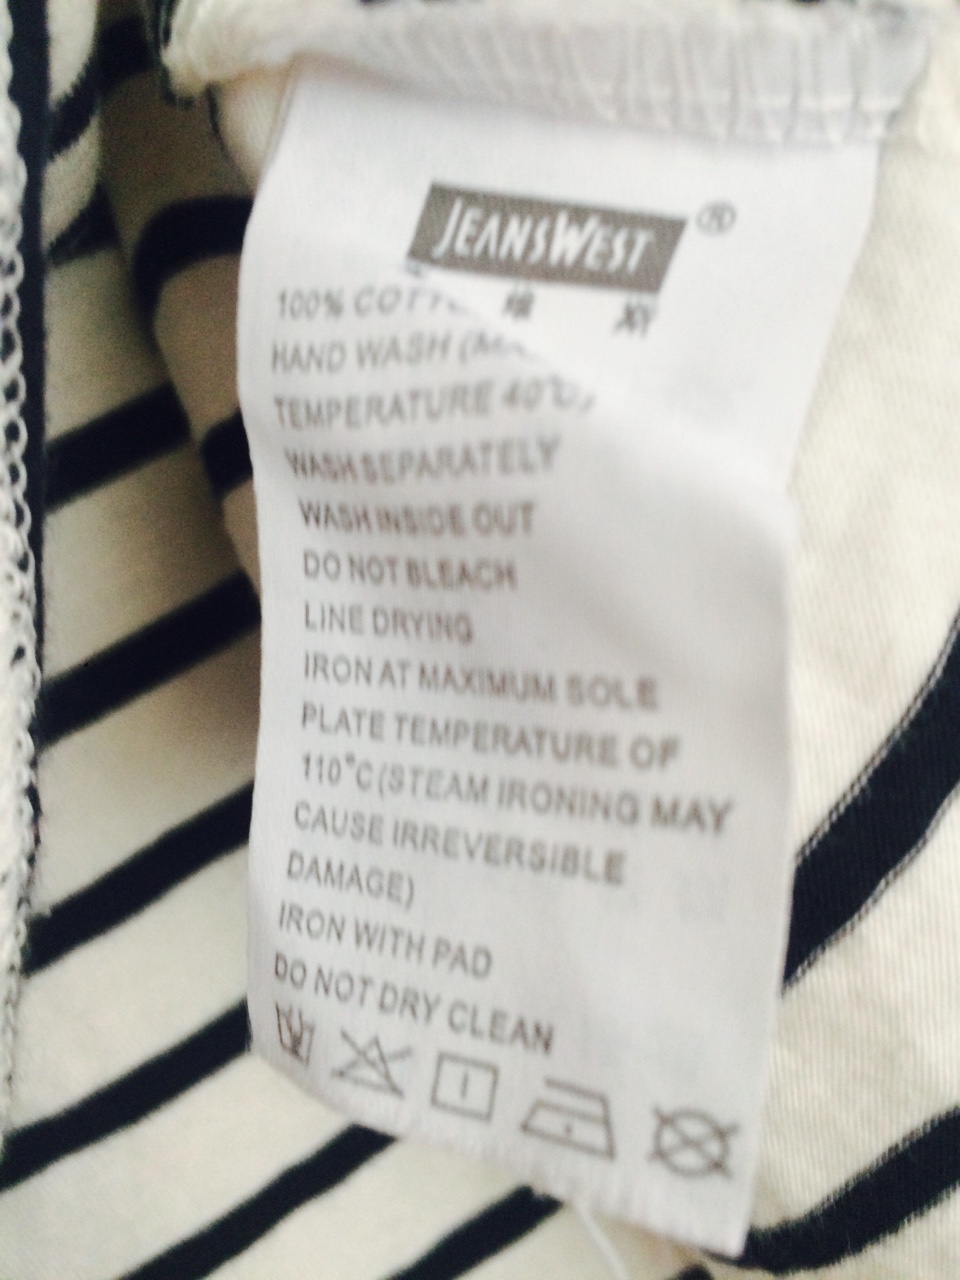 JEANSWEST ®
100%
HAND WASH
TEMPERATURE 40°C)
WASH SEPARATELY
WASH INSIDE OUT
DO NOT BLEACH
LINE DRYING
IRON AT MAXIMUM SOLE
PLATE TEMPERATURE OF
110°C(STEAM IRONING MAY
CAUSE IRREVERSIBLE
DAMAGE)
IRON WITH PAD
DO NOT DRY CLEAN